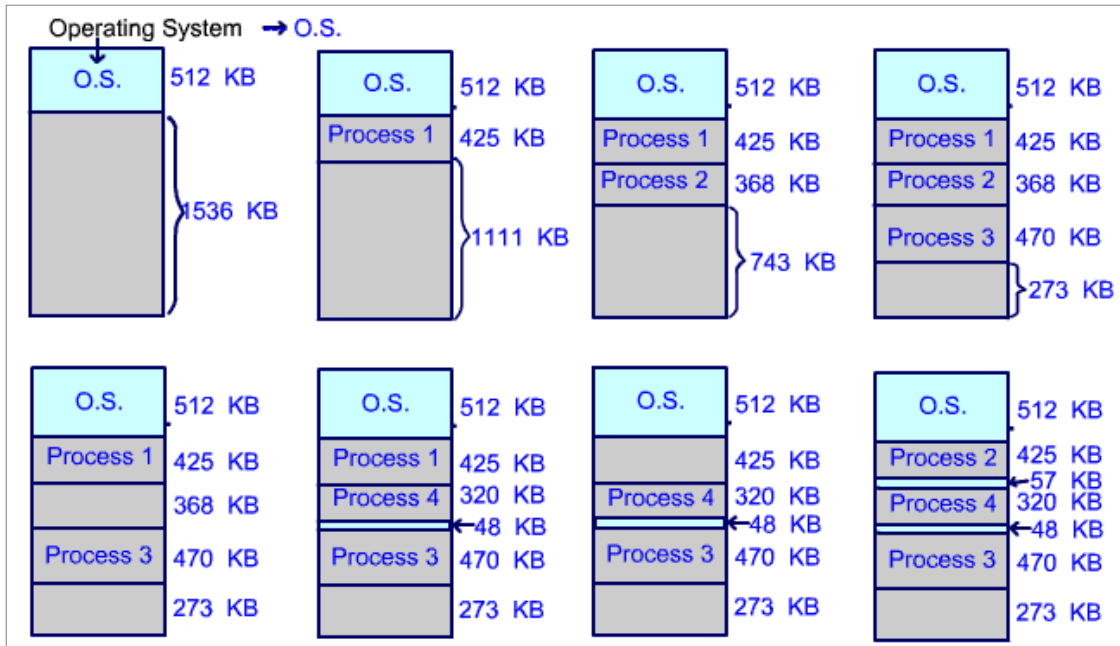 Operating System → O.S.
O.S. 512 KB
1536 KB
O.S. 512 KB
Process 1 425 KB
1111 KB
O.S. 512 KB
Process 1 425 KB
Process 2 368 KB
743 KB
O.S. 512 KB
Process 1 425 KB
Process 2 368 KB
Process 3 470 KB
273 KB
O.S. 512 KB
Process 1 425 KB
368 KB
Process 3 470 KB
273 KB
O.S. 512 KB
Process 1 425 KB
Process 4 320 KB
48 KB
Process 3 470 KB
273 KB
O.S. 512 KB
425 KB
Process 4 320 KB
48 KB
Process 3 470 KB
273 KB
O.S. 512 KB
Process 2 425 KB
57 KB
Process 4 320 KB
48 KB
Process 3 470 KB
273 KB